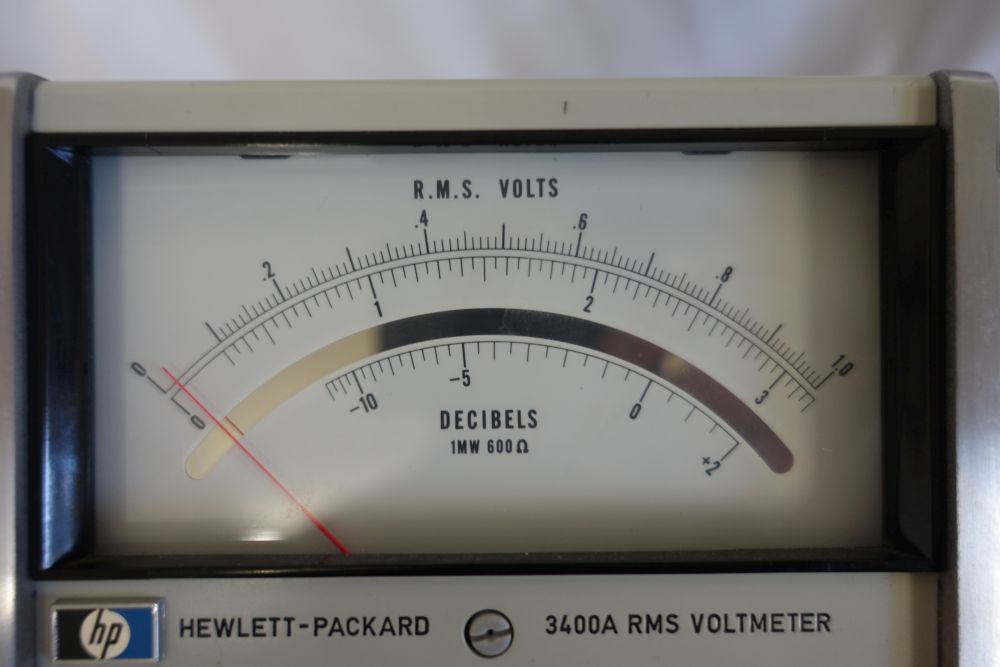 R.M.S. VOLTS
0 .2 .4 .6 .8 1.0
0 1 2 3
-10 -5 0 +2
DECIBELS
1MW 600Ω
hp HEWLETT-PACKARD 3400A RMS VOLTMETER